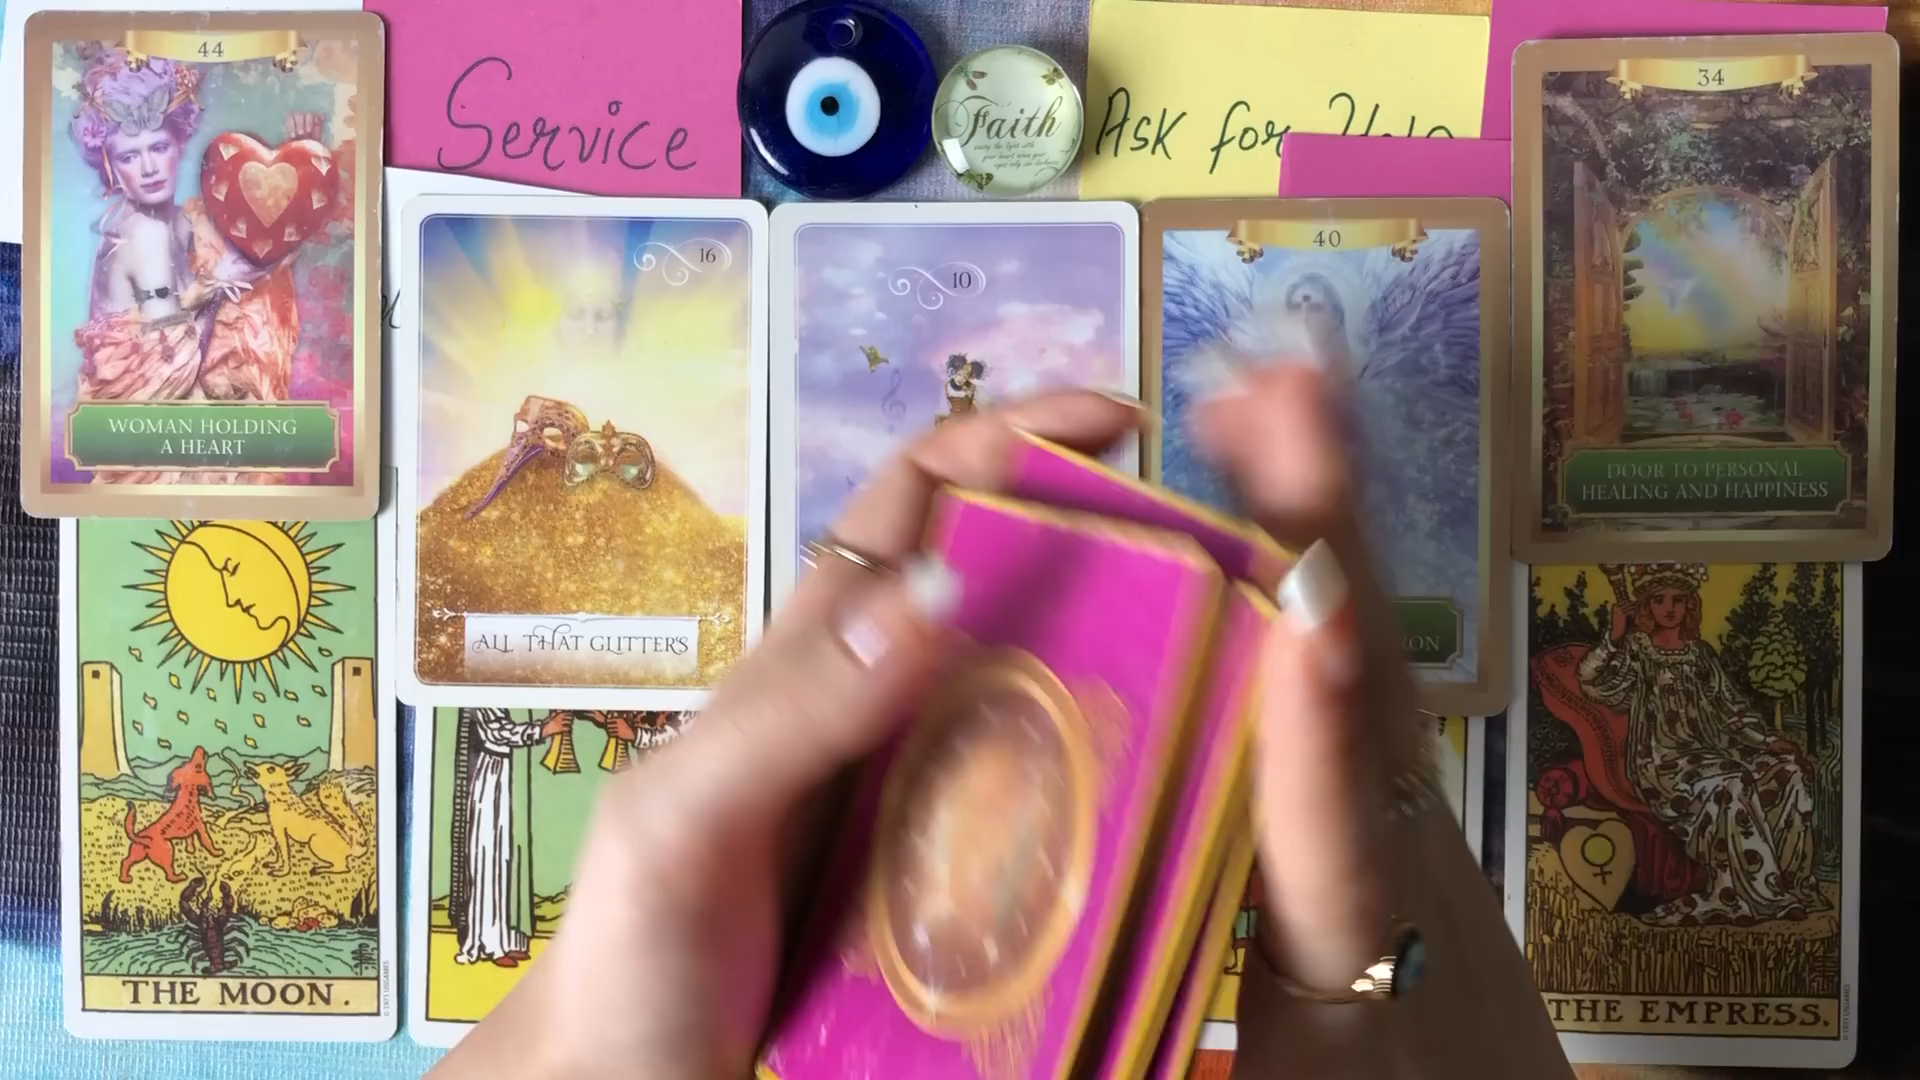 44
Service
Faith
Ask for
34
16
10
40
WOMAN HOLDING
A HEART
DOOR TO PERSONAL
HEALING AND HAPPINESS
ALL THAT GLITTERS
THE MOON.
THE EMPRESS.